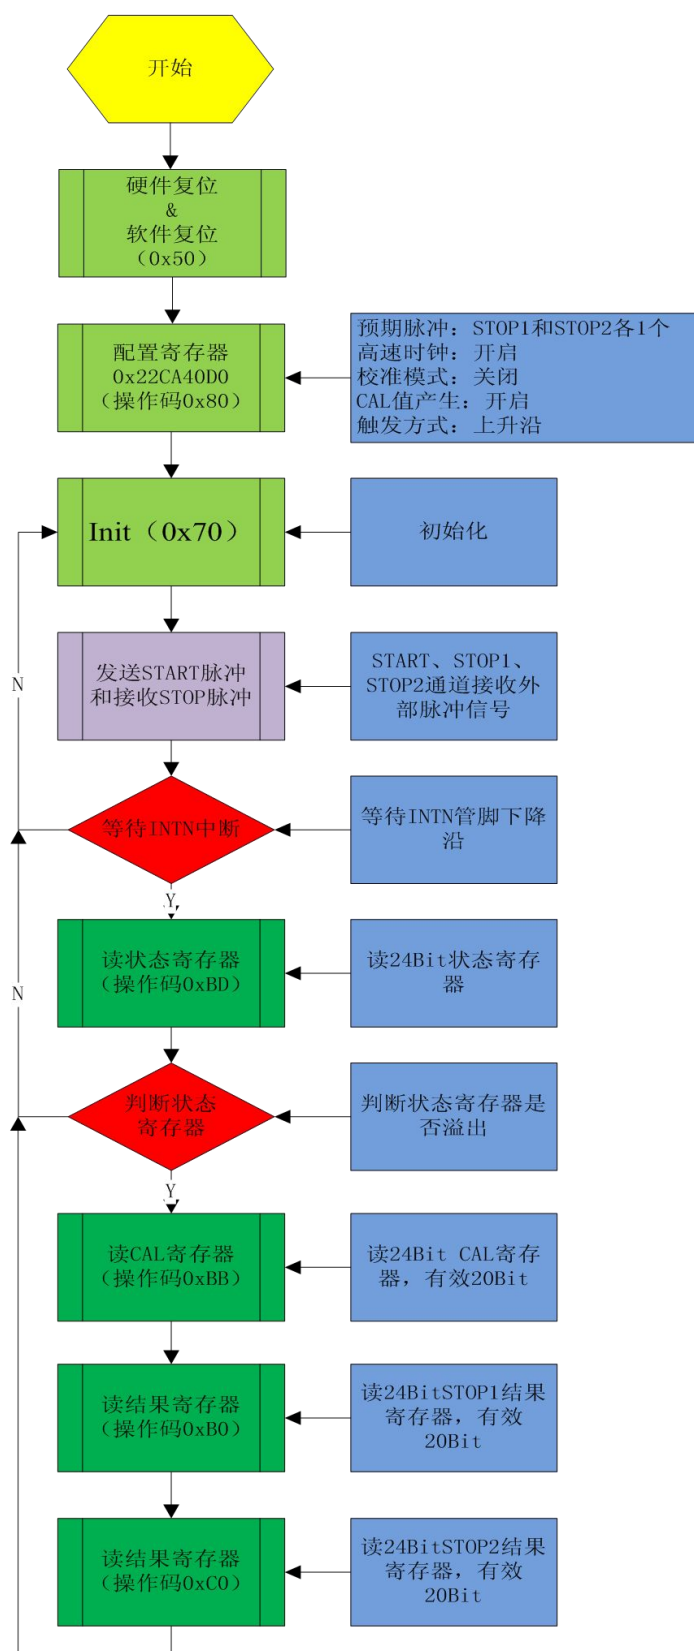 开始
硬件复位
&
软件复位
（0x50）
配置寄存器
0x22CA40D0
（操作码0x80）
预期脉冲：STOP1和STOP2各1个
高速时钟：开启
校准模式：关闭
CAL值产生：开启
触发方式：上升沿
Init（0x70）
初始化
N
发送START脉冲
和接收STOP脉冲
START、STOP1、
STOP2通道接收外
部脉冲信号
等待INTN中断
等待INTN管脚下降
沿
Y
读状态寄存器
（操作码0xBD）
读24Bit状态寄存
器
N
判断状态
寄存器
判断状态寄存器是
否溢出
Y
读CAL寄存器
（操作码0xBB）
读24Bit CAL寄存
器，有效20Bit
读结果寄存器
（操作码0xB0）
读24BitSTOP1结果
寄存器，有效
20Bit
读结果寄存器
（操作码0xC0）
读24BitSTOP2结果
寄存器，有效
20Bit